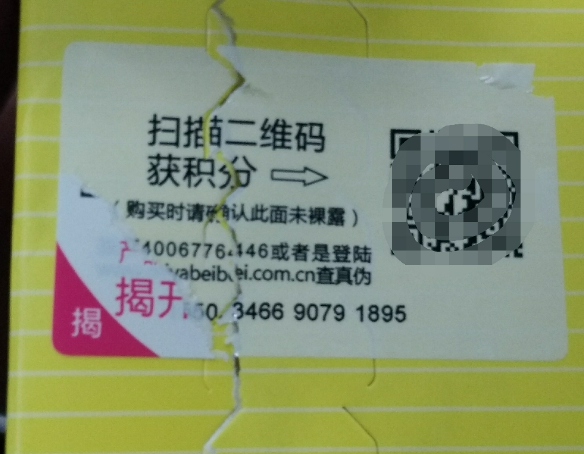 扫描二维码
获积分
(购买时请确认此面未裸露)
4006776446或者是登陆
yabeibei.com.cn查真伪
揭开 50. 3466 9079 1895
揭